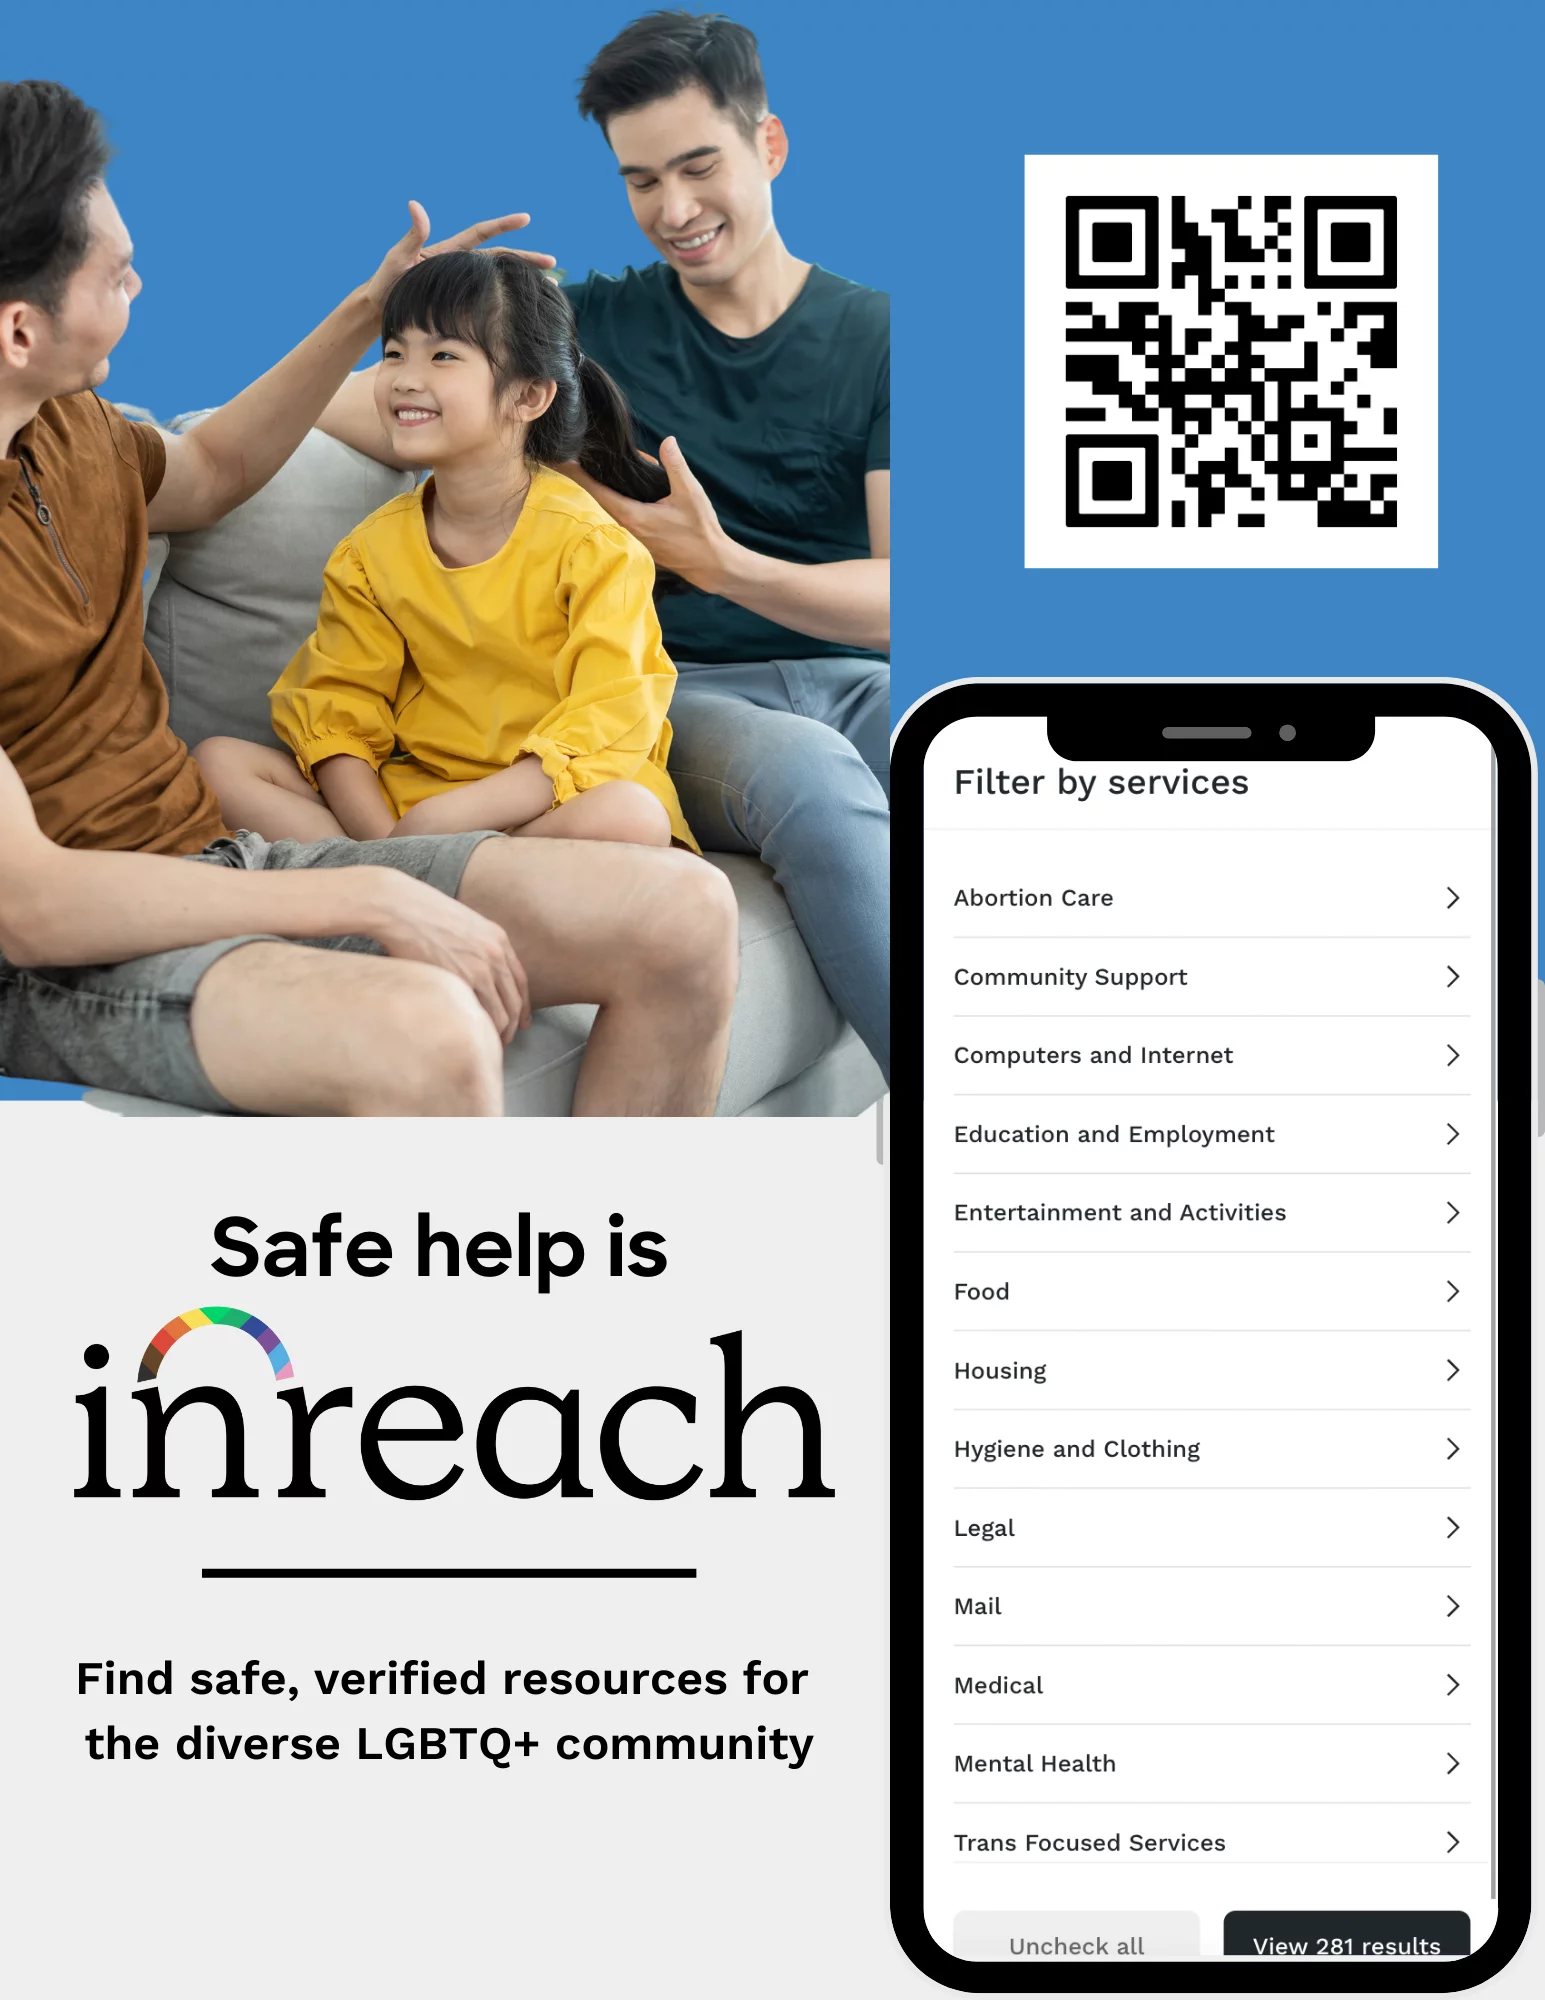 Filter by services
Abortion Care
Community Support
Computers and Internet
Education and Employment
Entertainment and Activities
Food
Housing
Hygiene and Clothing
Legal
Mail
Medical
Mental Health
Trans Focused Services
Uncheck all
View 281 results
Safe help is
inreach
Find safe, verified resources for
the diverse LGBTQ+ community